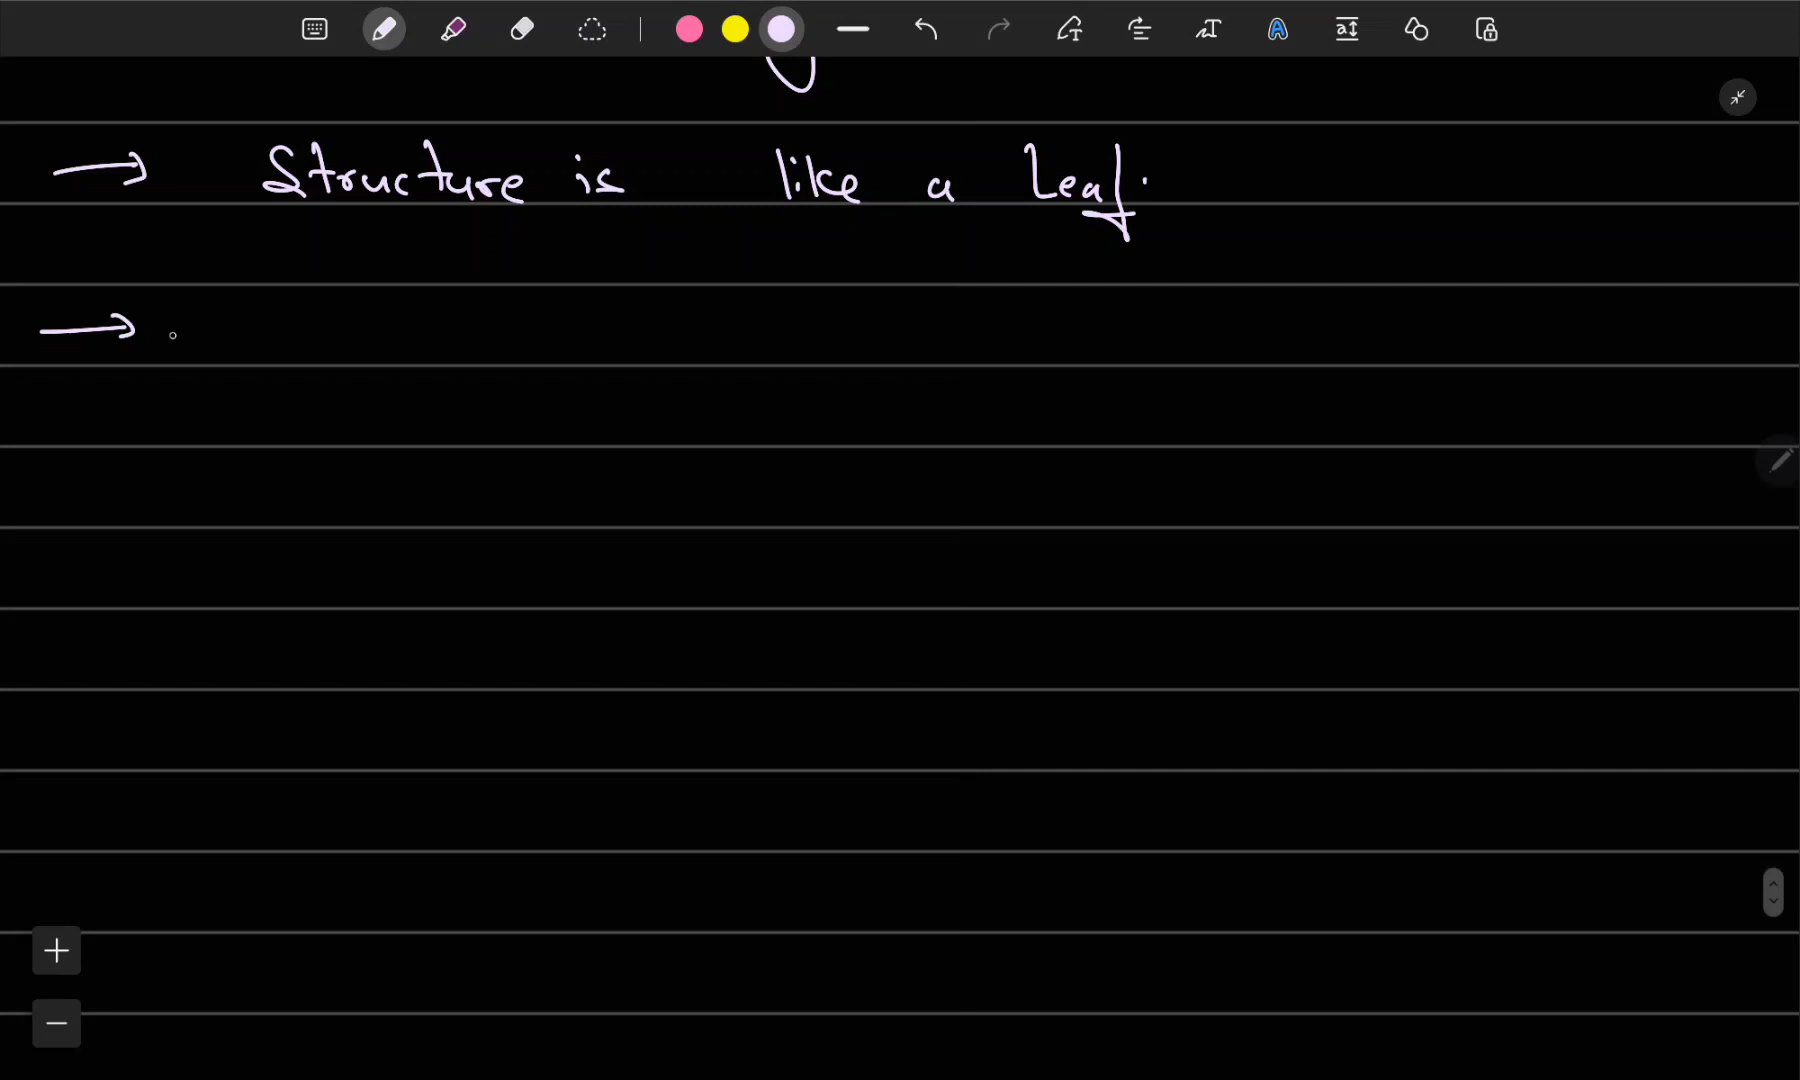 → Structure is like a Leaf.
→